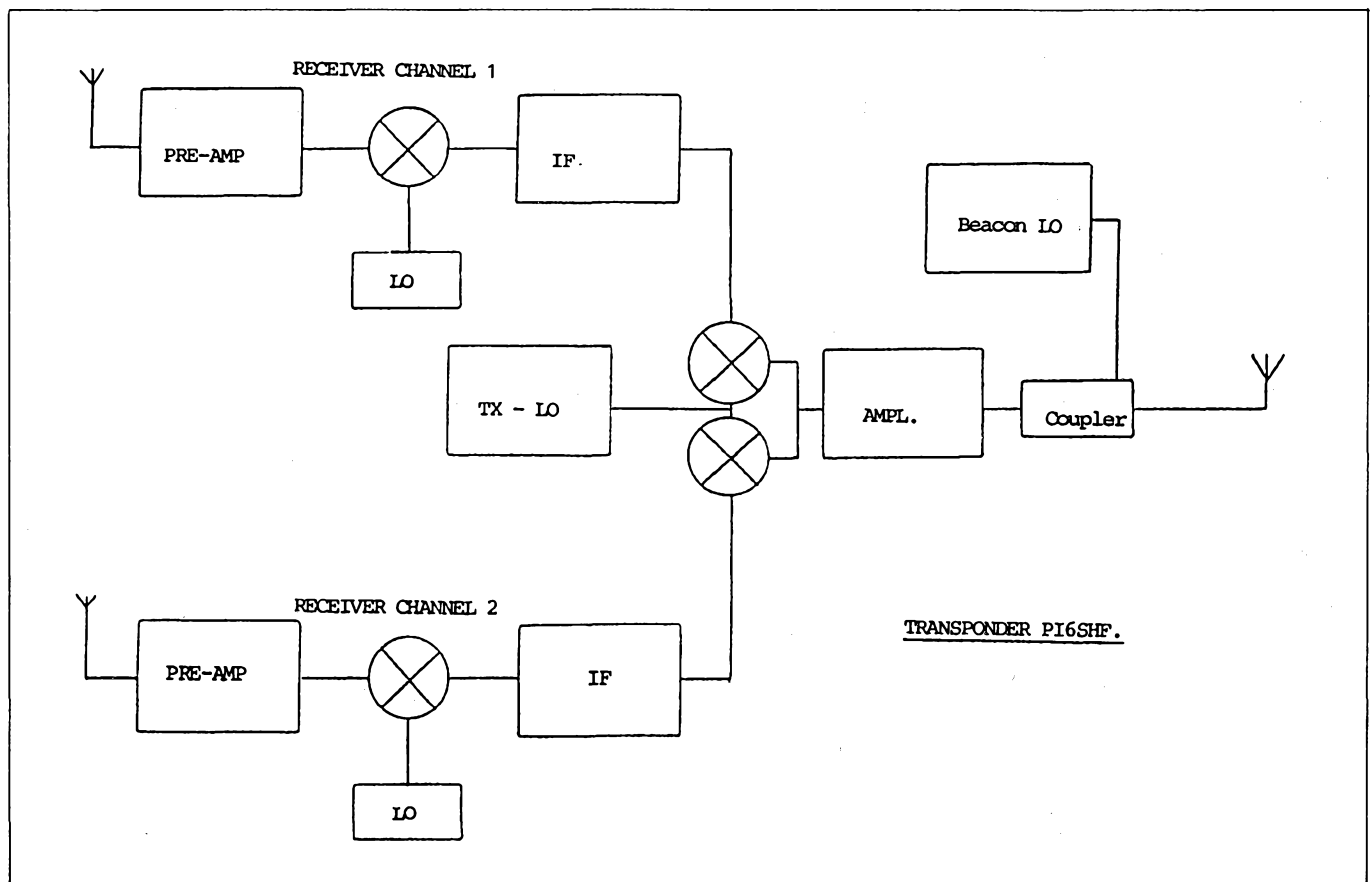 RECEIVER CHANNEL 1
PRE-AMP
IF.
LO
Beacon LO
TX - LO
AMPL.
Coupler
RECEIVER CHANNEL 2
PRE-AMP
IF
LO
TRANSPONDER PI6SHF.